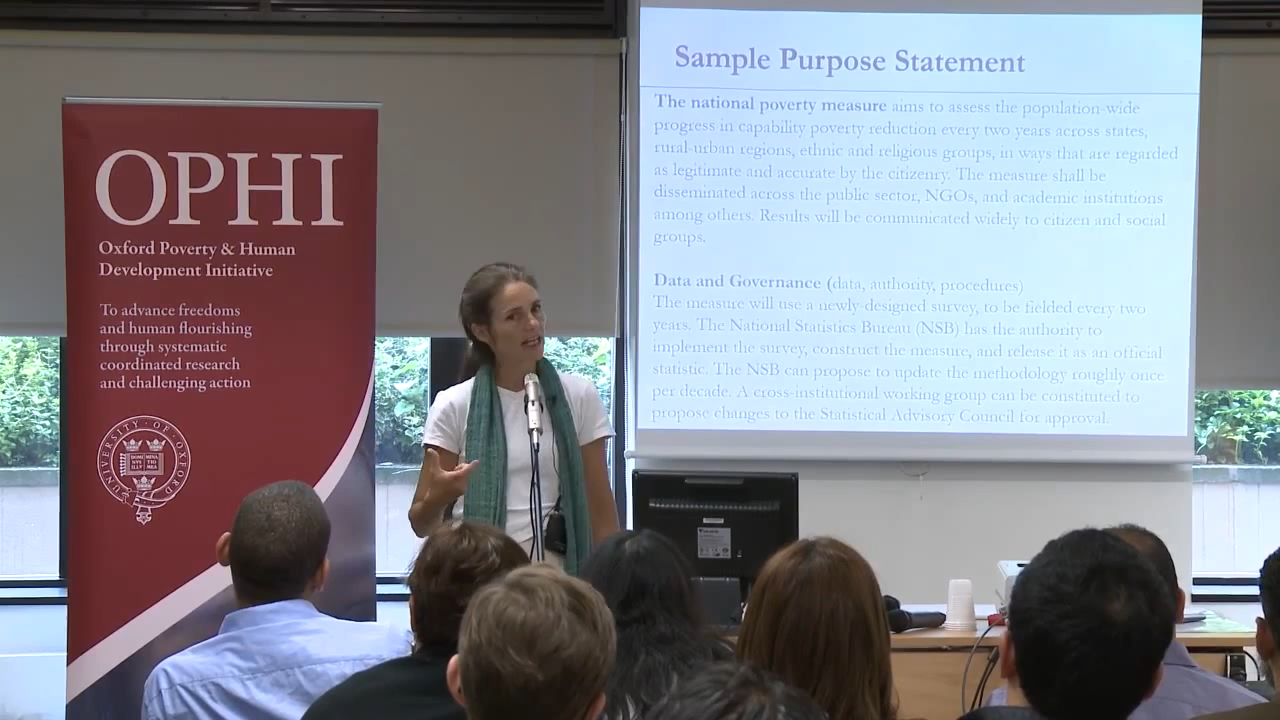 OPHI
Oxford Poverty & Human
Development Initiative
To advance freedoms
and human flourishing
through systematic
coordinated research
and challenging action
UNIVERSITY OF OXFORD
Sample Purpose Statement
The national poverty measure aims to assess the population-wide
progress in capability poverty reduction every two years across states,
rural-urban regions, ethnic and religious groups, in ways that are regarded
as legitimate and accurate by the citizenry. The measure shall be
disseminated across the public sector, NGOs, and academic institutions
among others. Results will be communicated widely to citizen and social
groups.
Data and Governance (data, authority, procedures)
The measure will use a newly-designed survey, to be fielded every two
years. The National Statistics Bureau (NSB) has the authority to
implement the survey, construct the measure, and release it as an official
statistic. The NSB can propose to update the methodology roughly once
per decade. A cross-institutional working group can be constituted to
propose changes to the Statistical Advisory Council for approval.